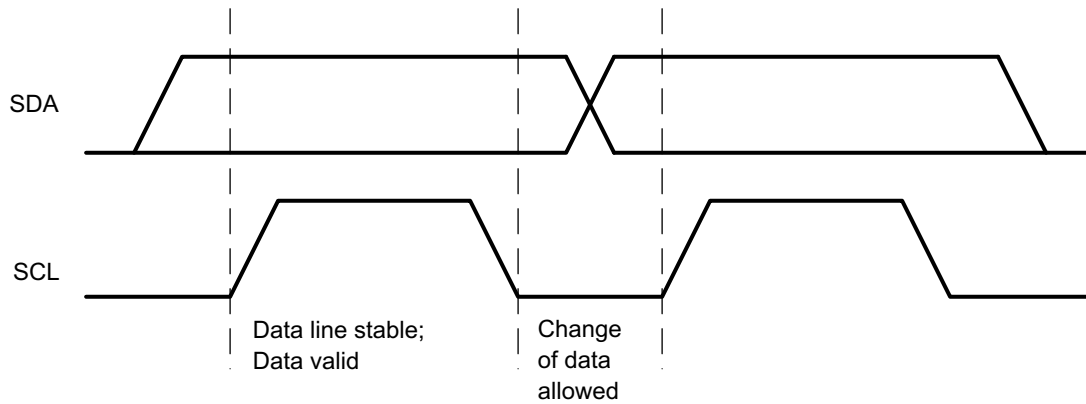 SDA
SCL
Data line stable;
Data valid
Change
of data
allowed